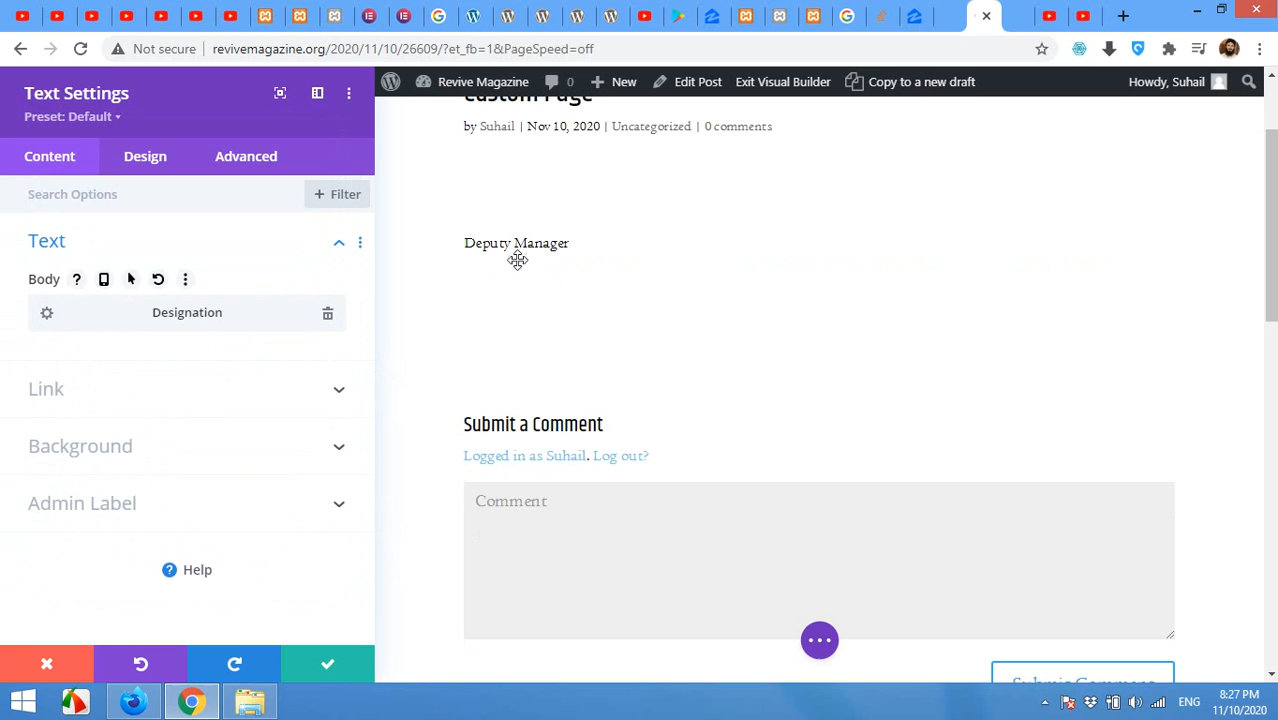 Not secure | revivemagazine.org/2020/11/10/26609/?et_fb=1&PageSpeed=off
Text Settings
Preset: Default
Content Design Advanced
Search Options
+ Filter
Text
Body ?
Designation
Link
Background
Admin Label
? Help
Revive Magazine 0 New Edit Post Exit Visual Builder Copy to a new draft Howdy, Suhail
Custom Page
by Suhail | Nov 10, 2020 | Uncategorized | 0 comments
Deputy Manager
Submit a Comment
Logged in as Suhail. Log out?
Comment
Submit Comment
ENG
8:27 PM
11/10/2020